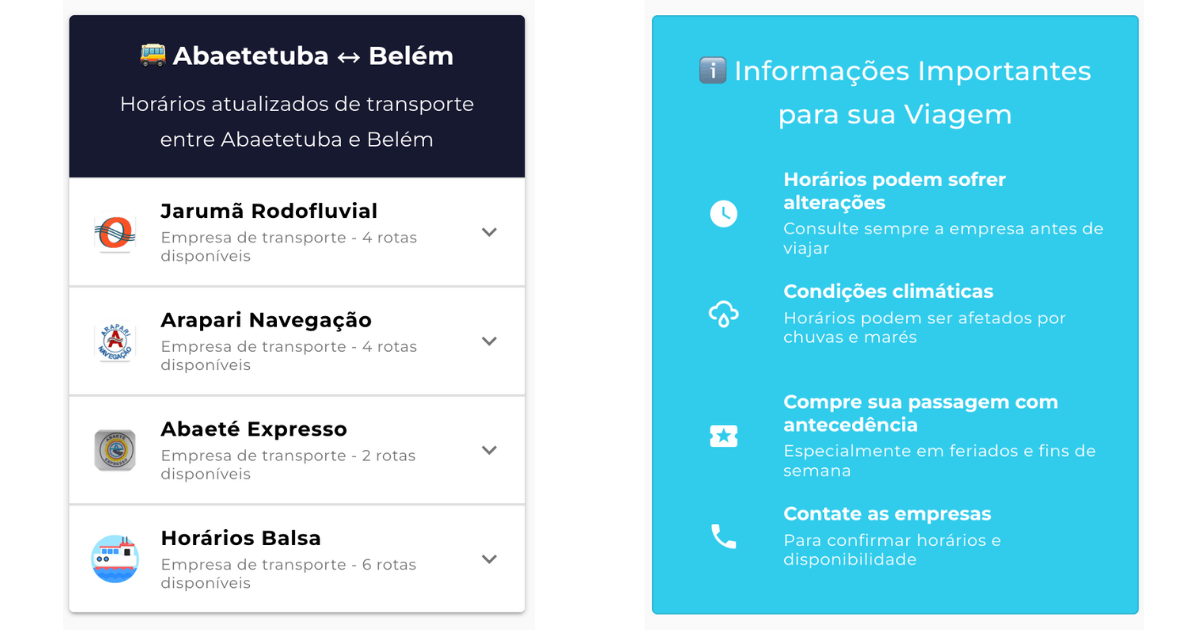 Abaetetuba ↔ Belém
Horários atualizados de transporte
entre Abaetetuba e Belém
Jarumã Rodofluvial
Empresa de transporte - 4 rotas
disponíveis
ARAPARI
NAVEGAÇÃO
Arapari Navegação
Empresa de transporte - 4 rotas
disponíveis
ABAETÉ
EXPRESSO
Abaeté Expresso
Empresa de transporte - 2 rotas
disponíveis
Horários Balsa
Empresa de transporte - 6 rotas
disponíveis
ℹ️ Informações Importantes
para sua Viagem
Horários podem sofrer
alterações
Consulte sempre a empresa antes de
viajar
Condições climáticas
Horários podem ser afetados por
chuvas e marés
Compre sua passagem com
antecedência
Especialmente em feriados e fins de
semana
Contate as empresas
Para confirmar horários e
disponibilidade